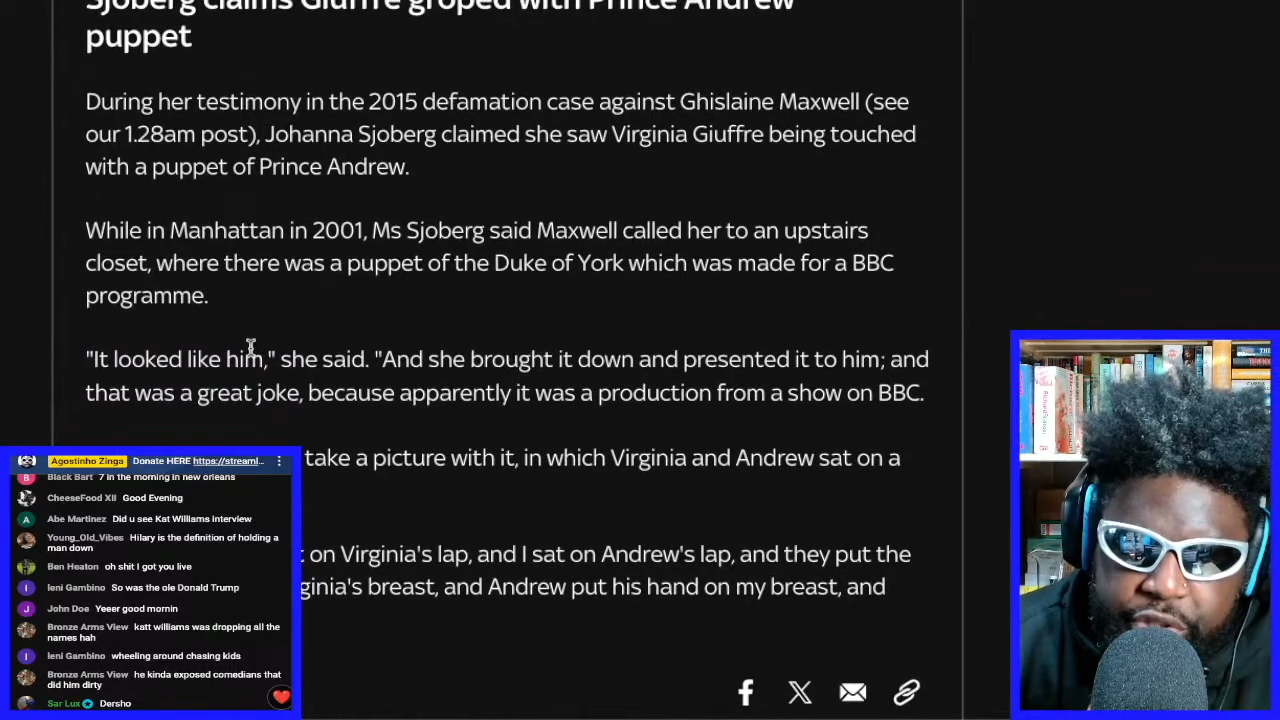 Sjoberg claims Giuffre groped with Prince Andrew
puppet
During her testimony in the 2015 defamation case against Ghislaine Maxwell (see
our 1.28am post), Johanna Sjoberg claimed she saw Virginia Giuffre being touched
with a puppet of Prince Andrew.
While in Manhattan in 2001, Ms Sjoberg said Maxwell called her to an upstairs
closet, where there was a puppet of the Duke of York which was made for a BBC
programme.
"It looked like him," she said. "And she brought it down and presented it to him; and
that was a great joke, because apparently it was a production from a show on BBC.
take a picture with it, in which Virginia and Andrew sat on a
on Virginia's lap, and I sat on Andrew's lap, and they put the
ginia's breast, and Andrew put his hand on my breast, and
Agostinho Zinga Donate HERE https://streaml...
Black Bart 7 in the morning in new orleans
CheeseFood XII Good Evening
Abe Martinez Did u see Kat Williams interview
Young_Old_Vibes Hilary is the definition of holding a
man down
Ben Heaton oh shit I got you live
Ieni Gambino So was the ole Donald Trump
John Doe Yeeer good mornin
Bronze Arms View katt williams was dropping all the
names hah
Ieni Gambino wheeling around chasing kids
Bronze Arms View he kinda exposed comedians that
did him dirty
Sar Lux Dersho